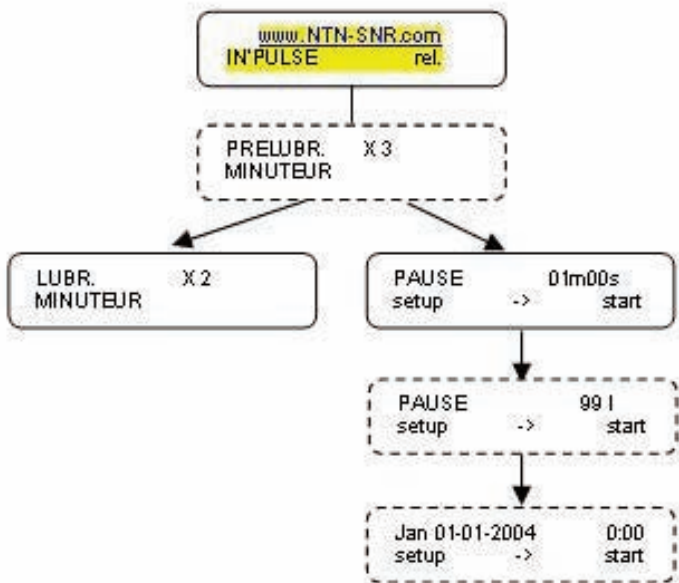 www.NTN-SNR.com
IN'PULSE rel.
PRELUBR. X 3
MINUTEUR
LUBR. X 2
MINUTEUR
PAUSE 01m00s
setup -> start
PAUSE 99 I
setup -> start
Jan 01-01-2004 0:00
setup -> start